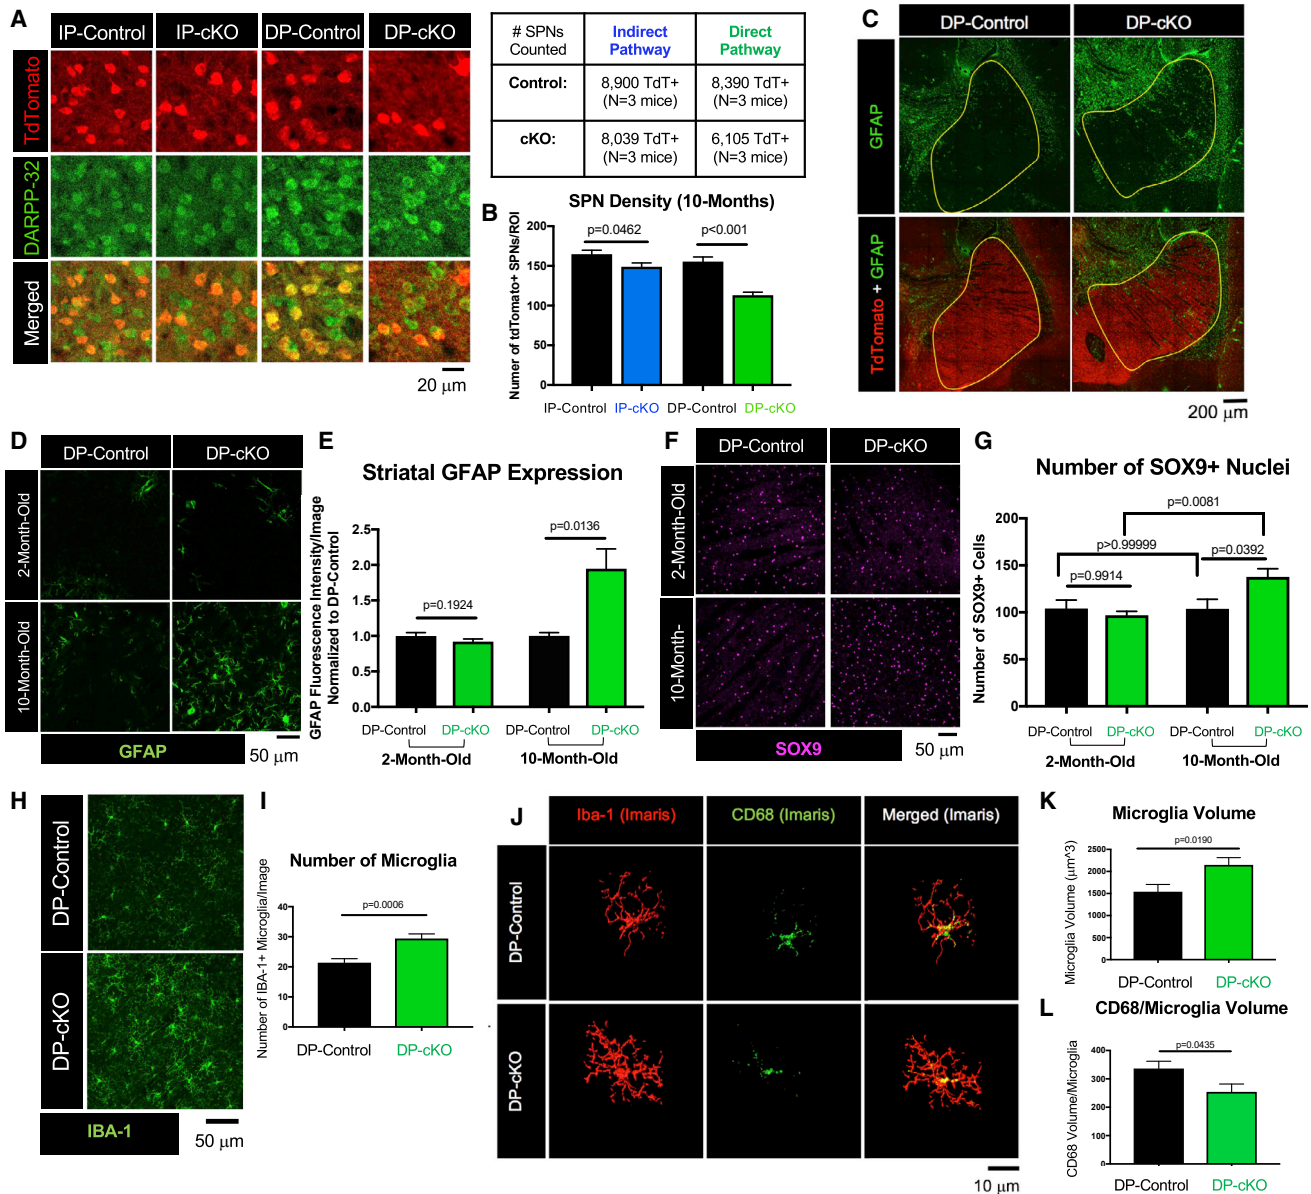 A
IP-Control
IP-cKO
DP-Control
DP-cKO
TdTomato
DARPP-32
Merged
20 μm
# SPNs Counted
Indirect Pathway
Direct Pathway
Control:
8,900 TdT+ (N=3 mice)
8,390 TdT+ (N=3 mice)
cKO:
8,039 TdT+ (N=3 mice)
6,105 TdT+ (N=3 mice)
B
SPN Density (10-Months)
Numer of tdTomato+ SPNs/ROI
200
150
100
50
0
p=0.0462
p<0.001
IP-Control
IP-cKO
DP-Control
DP-cKO
C
DP-Control
DP-cKO
GFAP
TdTomato + GFAP
200 μm
D
DP-Control
DP-cKO
2-Month-Old
10-Month-Old
GFAP
50 μm
E
Striatal GFAP Expression
GFAP Fluorescence Intensity/Image
Normalized to DP-Control
2.5
2.0
1.5
1.0
0.5
0.0
p=0.1924
p=0.0136
DP-Control
DP-cKO
DP-Control
DP-cKO
2-Month-Old
10-Month-Old
F
DP-Control
DP-cKO
2-Month-Old
10-Month-
SOX9
50 μm
G
Number of SOX9+ Nuclei
Number of SOX9+ Cells
200
150
100
50
0
p=0.0081
p>0.99999
p=0.0392
p=0.9914
DP-Control
DP-cKO
DP-Control
DP-cKO
2-Month-Old
10-Month-Old
H
DP-Control
DP-cKO
IBA-1
50 μm
I
Number of Microglia
Number of IBA-1+ Microglia/Image
40
30
20
10
0
p=0.0006
DP-Control
DP-cKO
J
Iba-1 (Imaris)
CD68 (Imaris)
Merged (Imaris)
DP-Control
DP-cKO
10 μm
K
Microglia Volume
Microglia Volume (μm^3)
2500
2000
1500
1000
500
0
p=0.0190
DP-Control
DP-cKO
L
CD68/Microglia Volume
CD68 Volume/Microglia
400
300
200
100
0
p=0.0435
DP-Control
DP-cKO